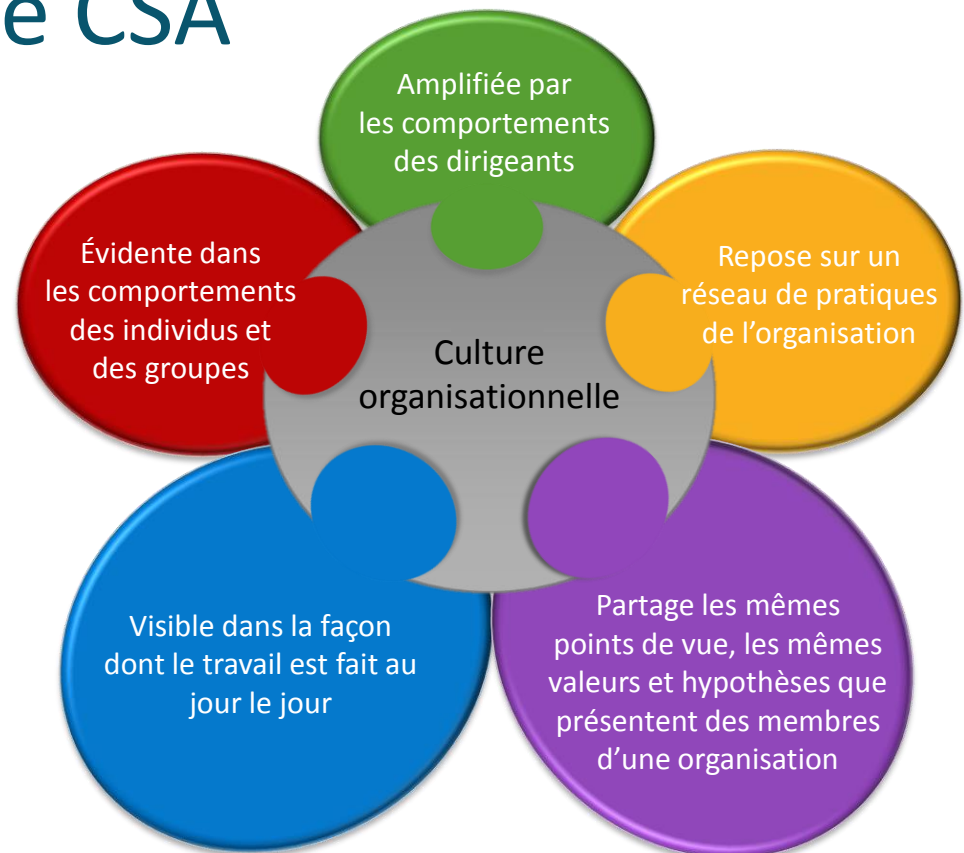 e CSA
Amplifiée par
les comportements
des dirigeants
Évidente dans
les comportements
des individus et
des groupes
Repose sur un
réseau de pratiques
de l’organisation
Culture
organisationnelle
Visible dans la façon
dont le travail est fait au
jour le jour
Partage les mêmes
points de vue, les mêmes
valeurs et hypothèses que
présentent des membres
d’une organisation